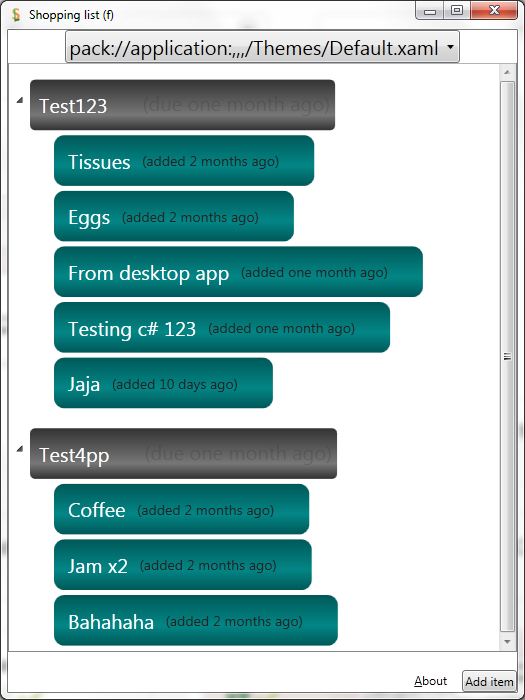 Shopping list (f)
pack://application:,,,/Themes/Default.xaml
Test123 (due one month ago)
Tissues (added 2 months ago)
Eggs (added 2 months ago)
From desktop app (added one month ago)
Testing c# 123 (added one month ago)
Jaja (added 10 days ago)
Test4pp (due one month ago)
Coffee (added 2 months ago)
Jam x2 (added 2 months ago)
Bahahaha (added 2 months ago)
About Add item